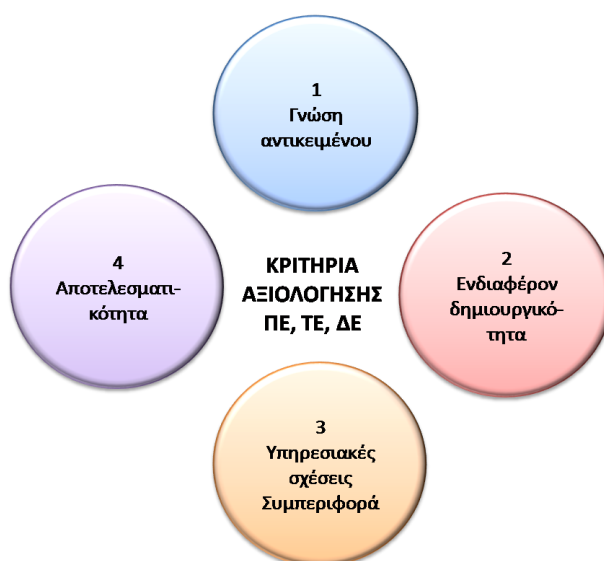 1
Γνώση
αντικειμένου
2
Ενδιαφέρον
δημιουργικό-
τητα
3
Υπηρεσιακές
σχέσεις
Συμπεριφορά
4
Αποτελεσματι-
κότητα
ΚΡΙΤΗΡΙΑ
ΑΞΙΟΛΟΓΗΣΗΣ
ΠΕ, ΤΕ, ΔΕ